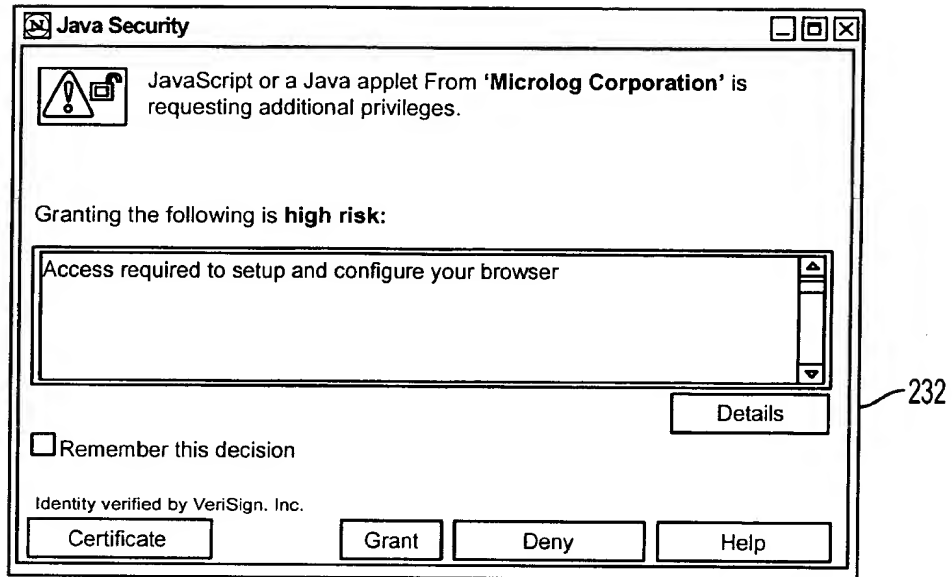 N Java Security
JavaScript or a Java applet From 'Microlog Corporation' is
requesting additional privileges.
Granting the following is high risk:
Access required to setup and configure your browser
232
Details
Remember this decision
Identity verified by VeriSign. Inc.
Certificate Grant Deny Help